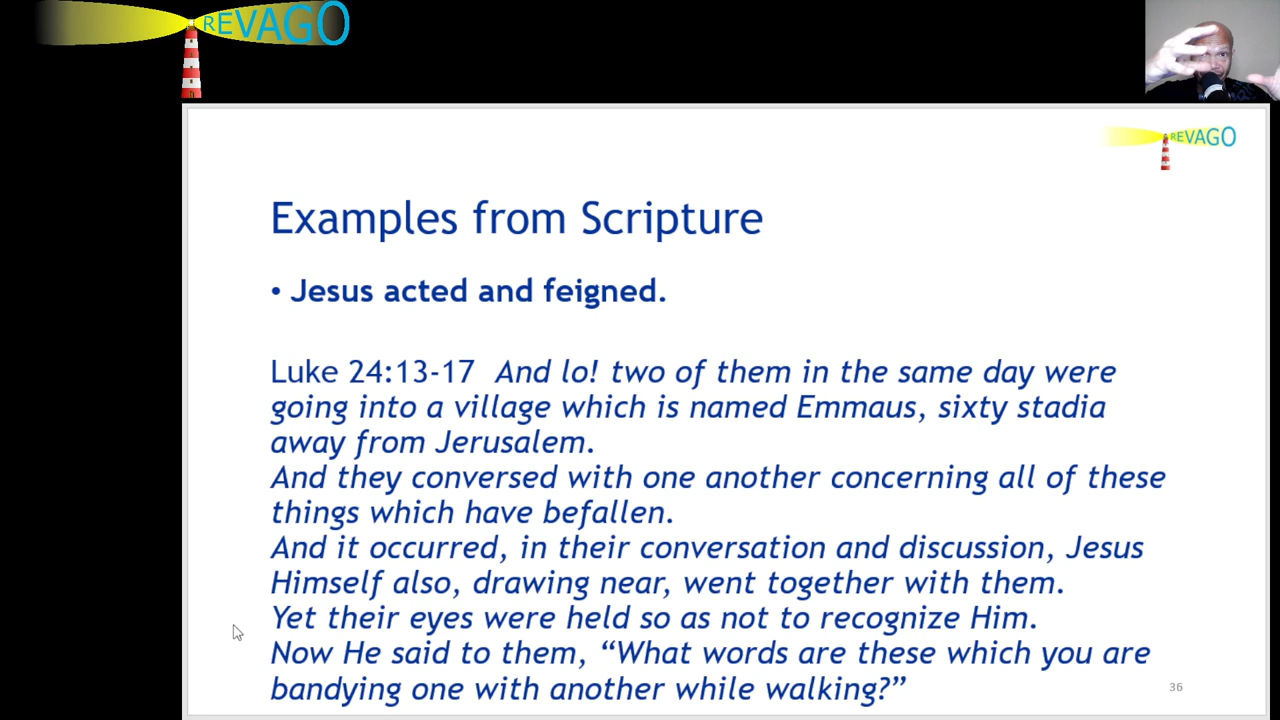 REVAGO
REVAGO
Examples from Scripture
• Jesus acted and feigned.
Luke 24:13-17 And lo! two of them in the same day were
going into a village which is named Emmaus, sixty stadia
away from Jerusalem.
And they conversed with one another concerning all of these
things which have befallen.
And it occurred, in their conversation and discussion, Jesus
Himself also, drawing near, went together with them.
Yet their eyes were held so as not to recognize Him.
Now He said to them, “What words are these which you are
bandying one with another while walking?”
36